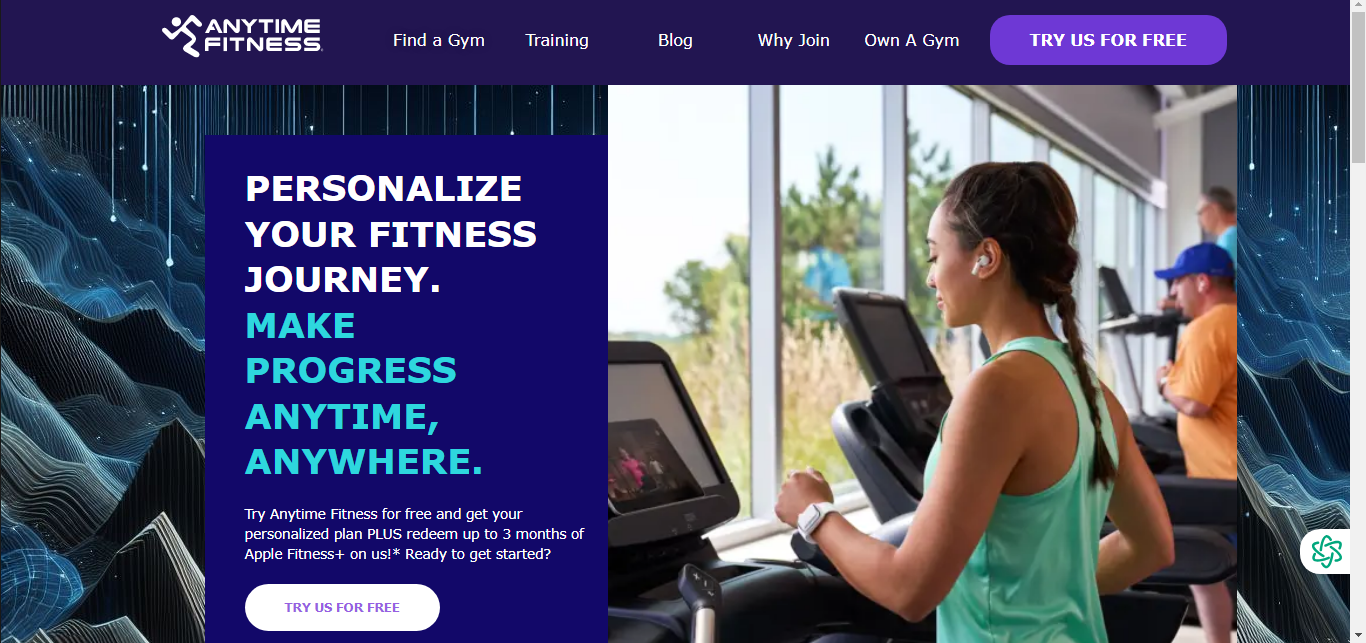 ANYTIME
FITNESS
Find a Gym Training Blog Why Join Own A Gym TRY US FOR FREE
PERSONALIZE
YOUR FITNESS
JOURNEY.
MAKE
PROGRESS
ANYTIME,
ANYWHERE.
Try Anytime Fitness for free and get your
personalized plan PLUS redeem up to 3 months of
Apple Fitness+ on us!* Ready to get started?
TRY US FOR FREE